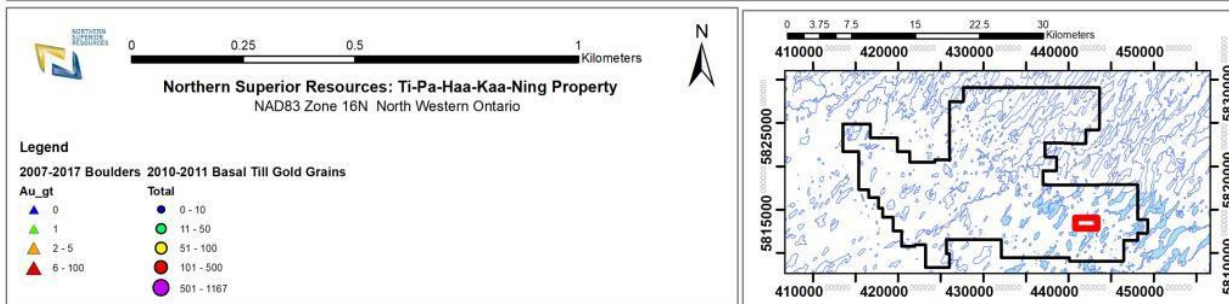 NORTHERN
SUPERIOR
RESOURCES
0 0.25 0.5 1
Kilometers
N
Northern Superior Resources: Ti-Pa-Haa-Kaa-Ning Property
NAD83 Zone 16N North Western Ontario
Legend
2007-2017 Boulders 2010-2011 Basal Till Gold Grains
Au_gt Total
0 0 - 10
1 11 - 50
2 - 5 51 - 100
6 - 100 101 - 500
501 - 1167
0 3.75 7.5 15 22.5 30
Kilometers
410000 420000 430000 440000 450000
5825000
5815000
5820000
410000 420000 430000 440000 450000